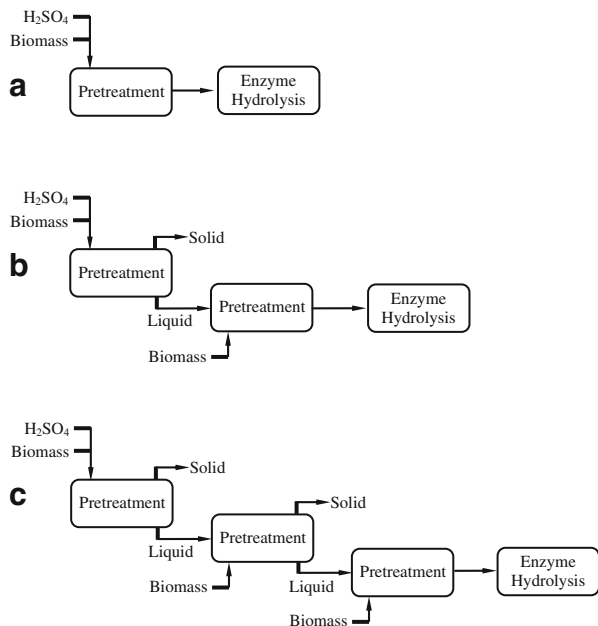 H₂SO₄
Biomass
a
Pretreatment
Enzyme
Hydrolysis
H₂SO₄
Biomass
Solid
b
Pretreatment
Liquid
Pretreatment
Biomass
Enzyme
Hydrolysis
H₂SO₄
Biomass
Solid
c
Pretreatment
Liquid
Solid
Pretreatment
Biomass
Liquid
Pretreatment
Biomass
Enzyme
Hydrolysis